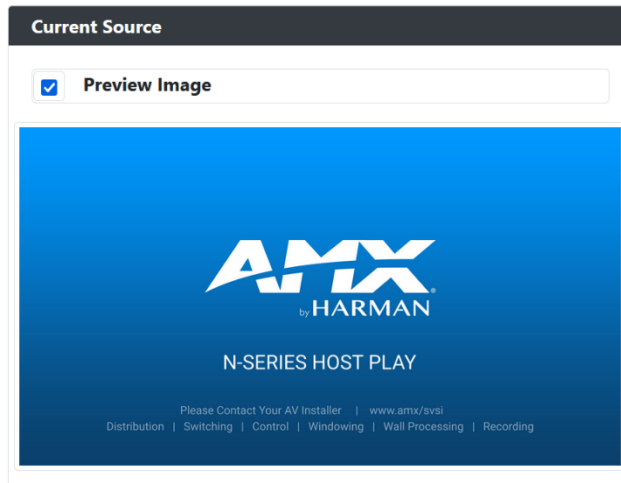 Current Source
Preview Image
AMX®
by HARMAN
N-SERIES HOST PLAY
Please Contact Your AV Installer | www.amx/svsi
Distribution | Switching | Control | Windowing | Wall Processing | Recording